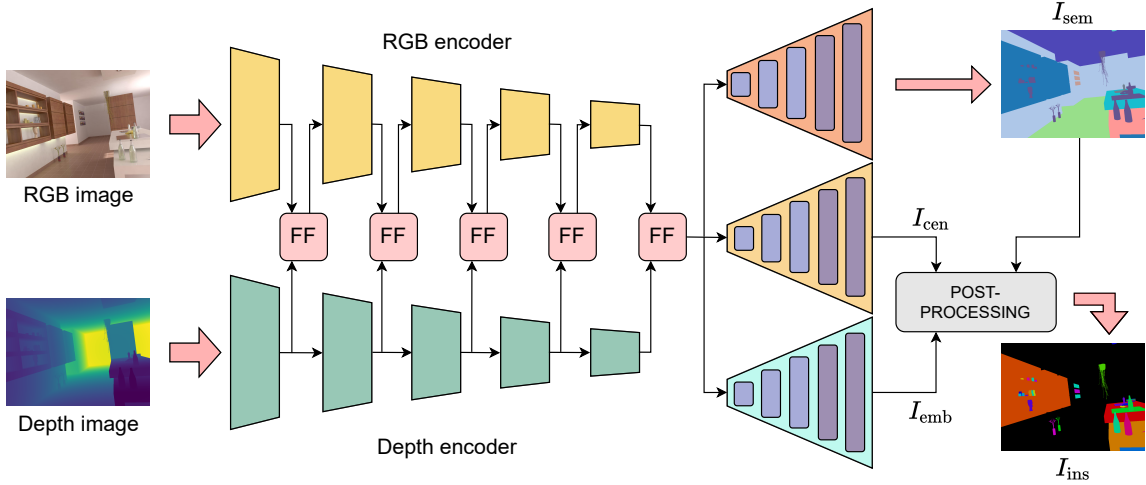 RGB encoder
I_sem
RGB image
FF
FF
FF
FF
FF
I_cen
POST-
PROCESSING
Depth image
Depth encoder
I_emb
I_ins